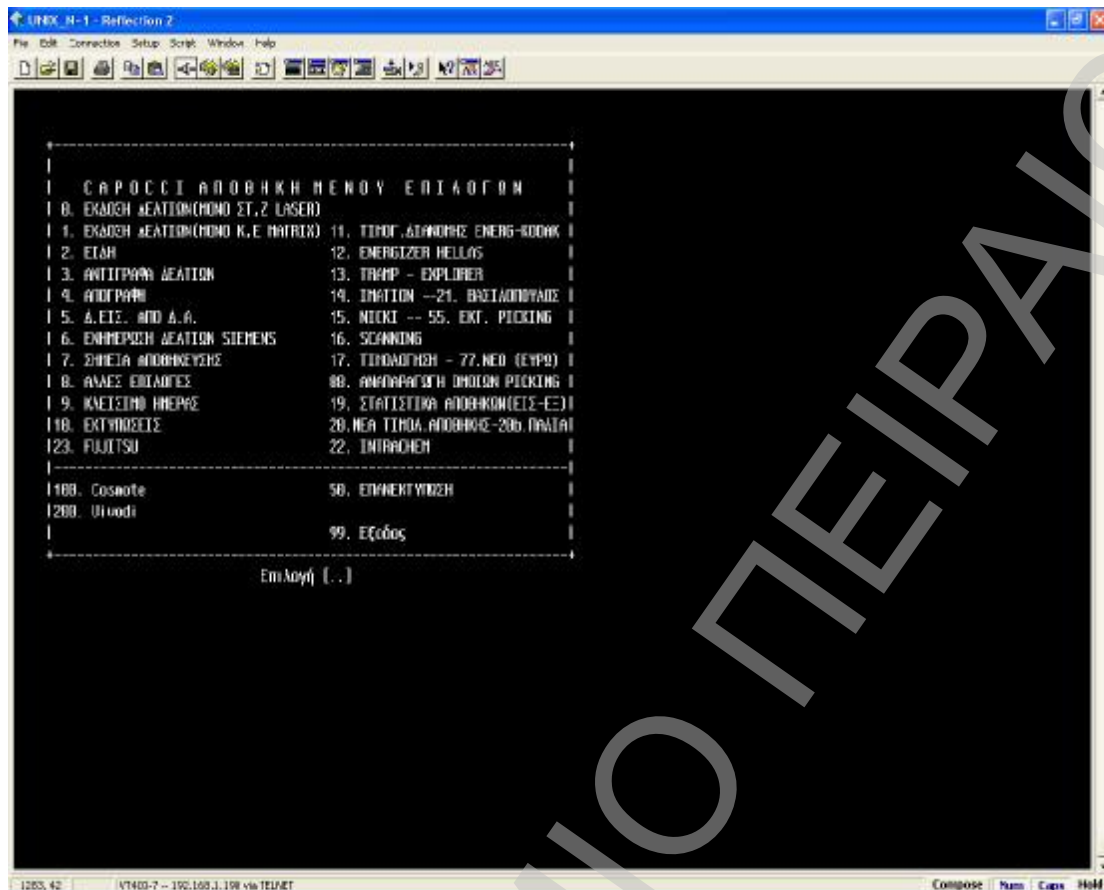 UNIX_N-1 - Reflection 2
File Edit Connection Setup Script Window Help
CAPOCCI ΑΠΟΘΗΚΗ ΜΕΝΟΥ ΕΠΙΛΟΓΩΝ
0. ΕΚΔΟΣΗ ΔΕΛΤΙΩΝ(ΜΟΝΟ ΣΤ,Ζ LASER)
1. ΕΚΔΟΣΗ ΔΕΛΤΙΩΝ(ΜΟΝΟ Κ,Ε MATRIX) 11. ΤΙΜΟΓ.ΔΙΑΝΟΜΗΣ ENERG-KODAK
2. ΕΙΔΗ 12. ENERGIZER HELLAS
3. ΑΝΤΙΓΡΑΦΑ ΔΕΛΤΙΩΝ 13. TRAMP - EXPLORER
4. ΑΠΟΓΡΑΦΗ 14. IMATION --21. ΒΑΣΙΛΟΠΟΥΛΟΣ
5. Δ.ΕΙΣ. ΑΠΟ Δ.Α. 15. NICKI -- 55. ΕΚΤ. PICKING
6. ΕΝΗΜΕΡΩΣΗ ΔΕΛΤΙΩΝ SIEMENS 16. SCANNING
7. ΣΗΜΕΙΑ ΑΠΟΘΗΚΕΥΣΗΣ 17. ΤΙΜΟΛΟΓΗΣΗ - 77.ΝΕΟ (ΕΥΡΩ)
8. ΑΛΛΕΣ ΕΠΙΛΟΓΕΣ 88. ΑΝΑΠΑΡΑΓΩΓΗ ΟΜΟΙΩΝ PICKING
9. ΚΛΕΙΣΙΜΟ ΗΜΕΡΑΣ 19. ΣΤΑΤΙΣΤΙΚΑ ΑΠΟΘΗΚΩΝ(ΕΙΣ-ΕΞ)
10. ΕΚΤΥΠΩΣΕΙΣ 20.ΝΕΑ ΤΙΜΟΛ.ΑΠΟΘΗΚΗΣ-20b.ΠΑΛΙΑ
23. FUJITSU 22. INTRACHEM
100. Cosmote 50. ΕΠΑΝΕΚΤΥΠΩΣΗ
200. Vivodi
99. Εξοδος
Επιλογή [..]
1283, 42 VT400-7 -- 192.168.1.198 via TELNET Compose Num Caps Hold
ΠΕΙΡΑΙ